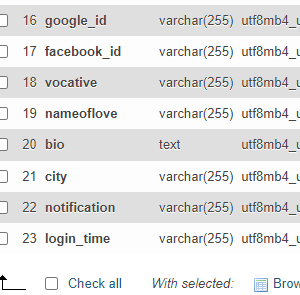 16 google_id varchar(255) utf8mb4_u
17 facebook_id varchar(255) utf8mb4_u
18 vocative varchar(255) utf8mb4_u
19 nameoflove varchar(255) utf8mb4_u
20 bio text utf8mb4_u
21 city varchar(255) utf8mb4_u
22 notification varchar(255) utf8mb4_u
23 login_time varchar(255) utf8mb4_u
Check all With selected: Brow